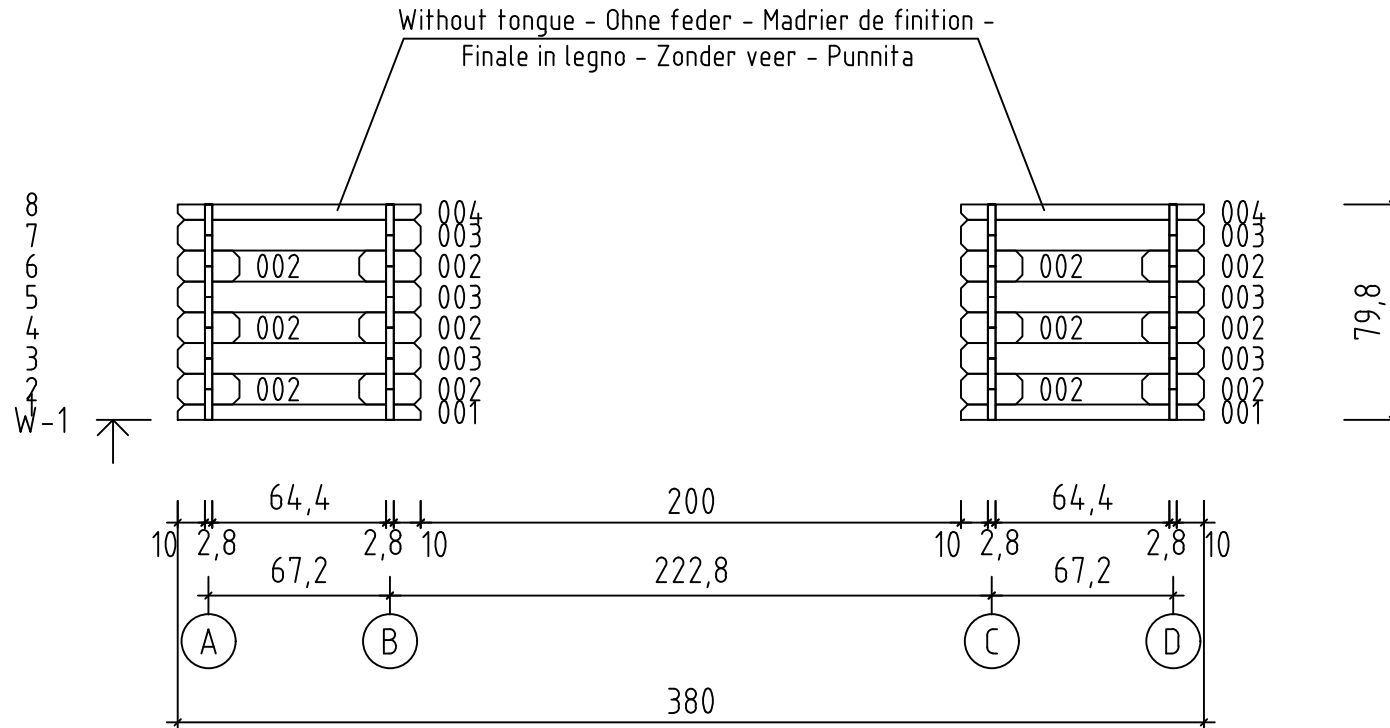 Without tongue - Ohne feder - Madrier de finition -
Finale in legno - Zonder veer - Punnita
8 004 004
7 003 003
6 002 002 002 002
5 003 003
4 002 002 002 002
3 003 003
2 002 002 002 002
1 001 001
W-1
79,8
64,4 200 64,4
10 2,8 2,8 10 10 2,8 2,8 10
67,2 222,8 67,2
A B C D
380